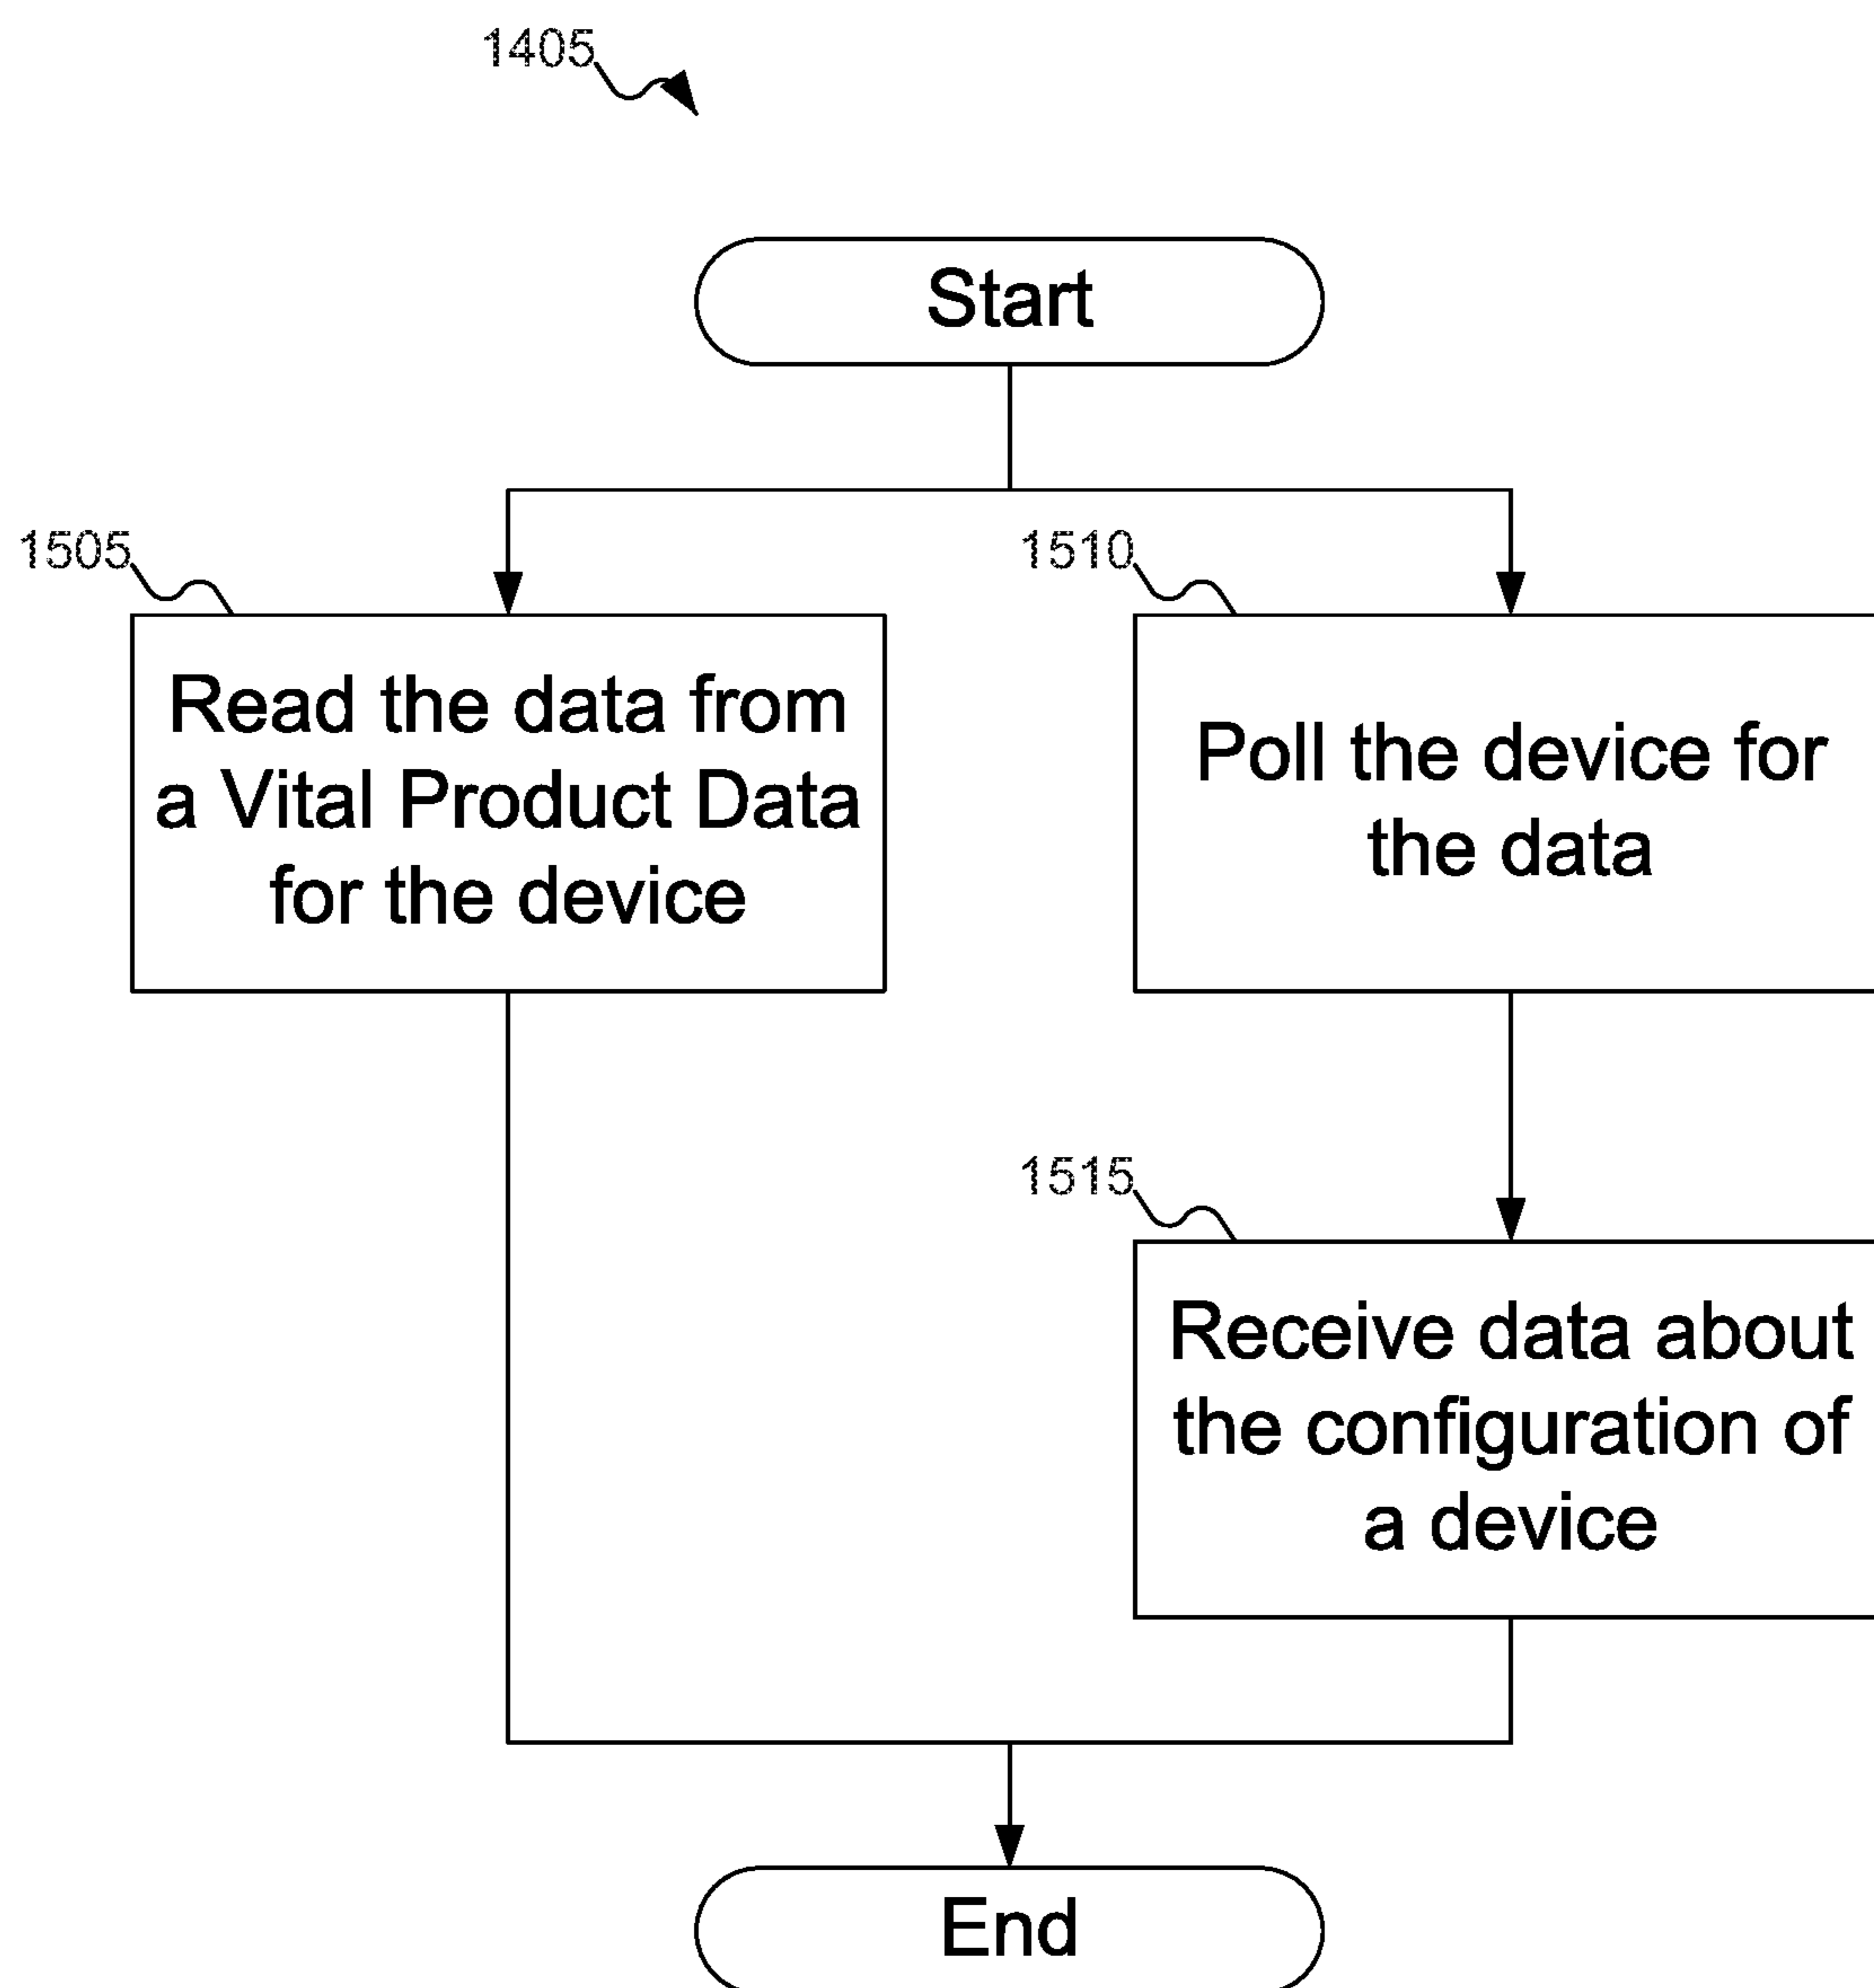 1405
Start
1505
1510
Read the data from
a Vital Product Data
for the device
Poll the device for
the data
1515
Receive data about
the configuration of
a device
End